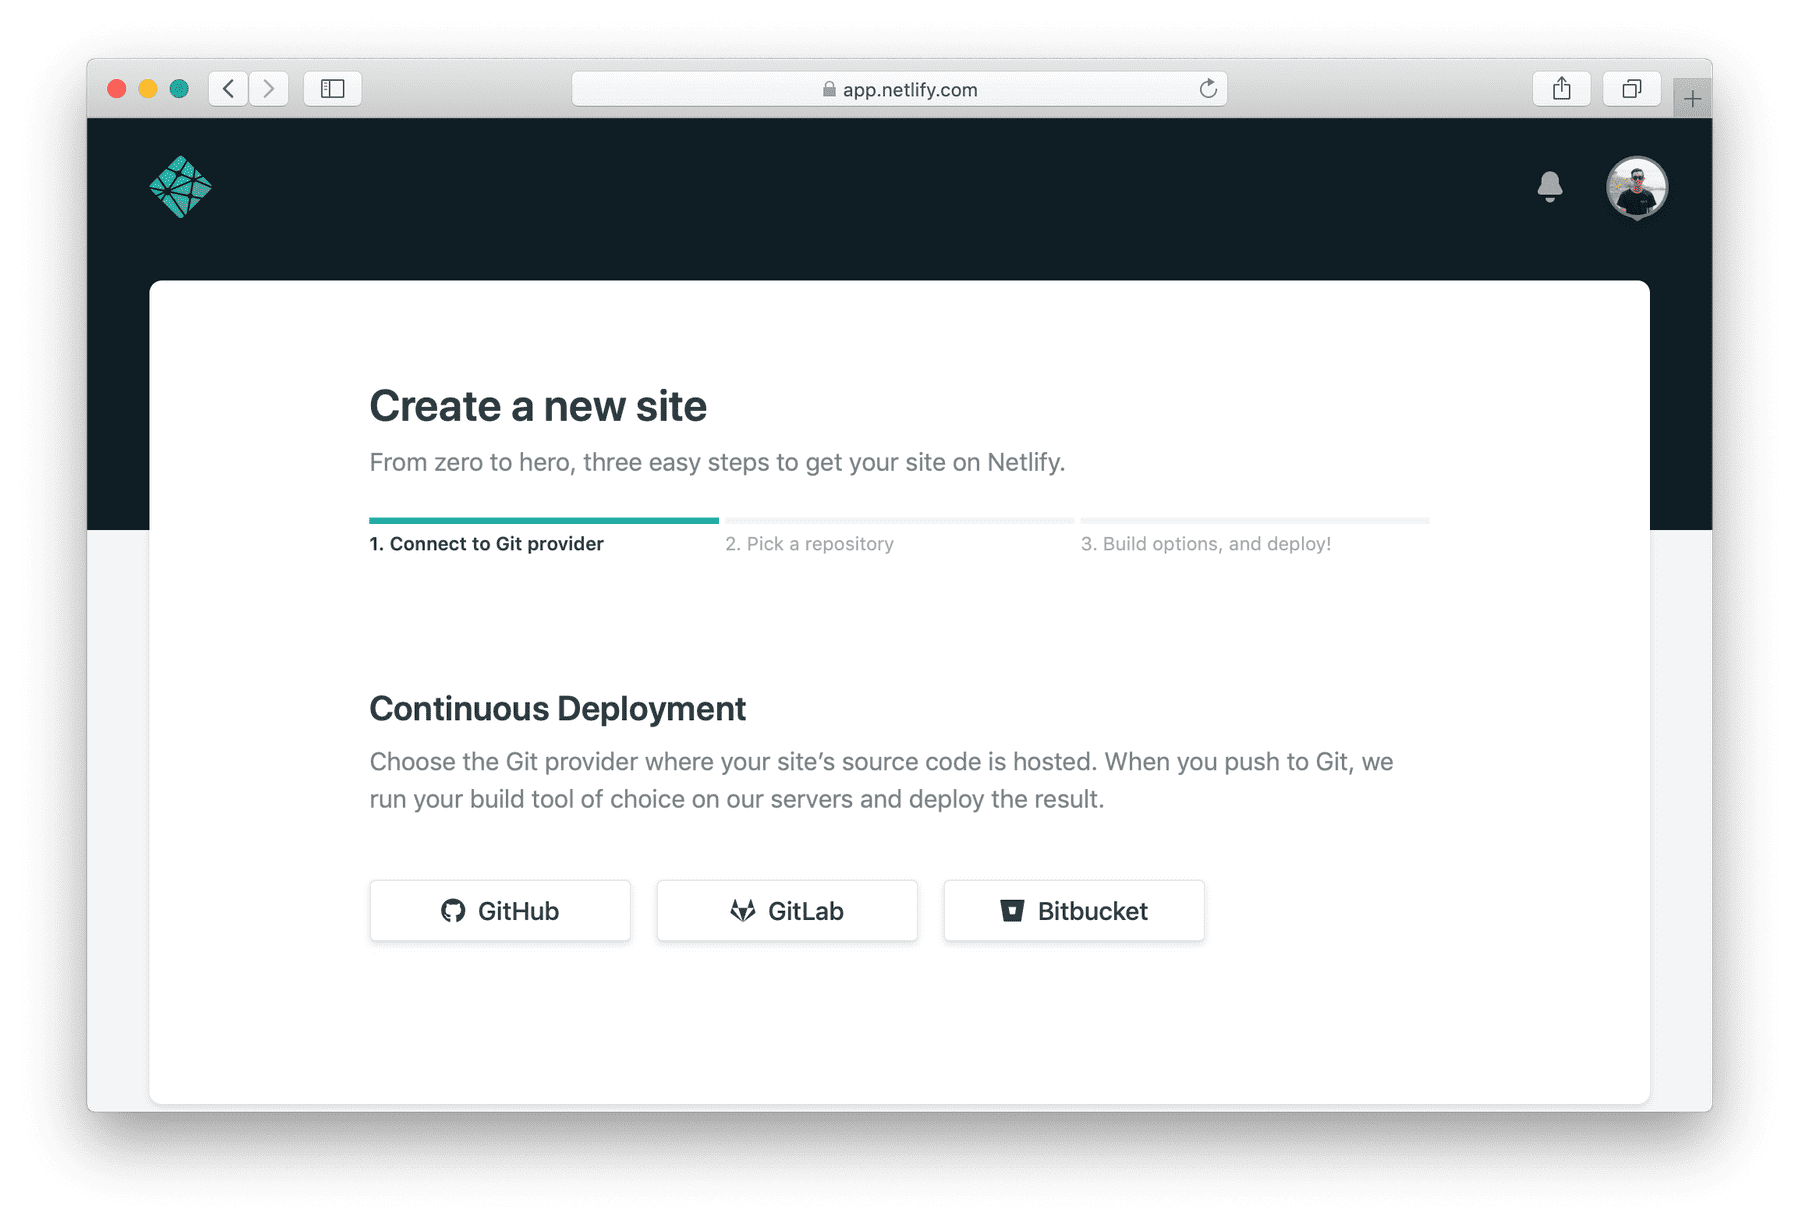 app.netlify.com
Create a new site
From zero to hero, three easy steps to get your site on Netlify.
1. Connect to Git provider
2. Pick a repository
3. Build options, and deploy!
Continuous Deployment
Choose the Git provider where your site’s source code is hosted. When you push to Git, we
run your build tool of choice on our servers and deploy the result.
GitHub
GitLab
Bitbucket